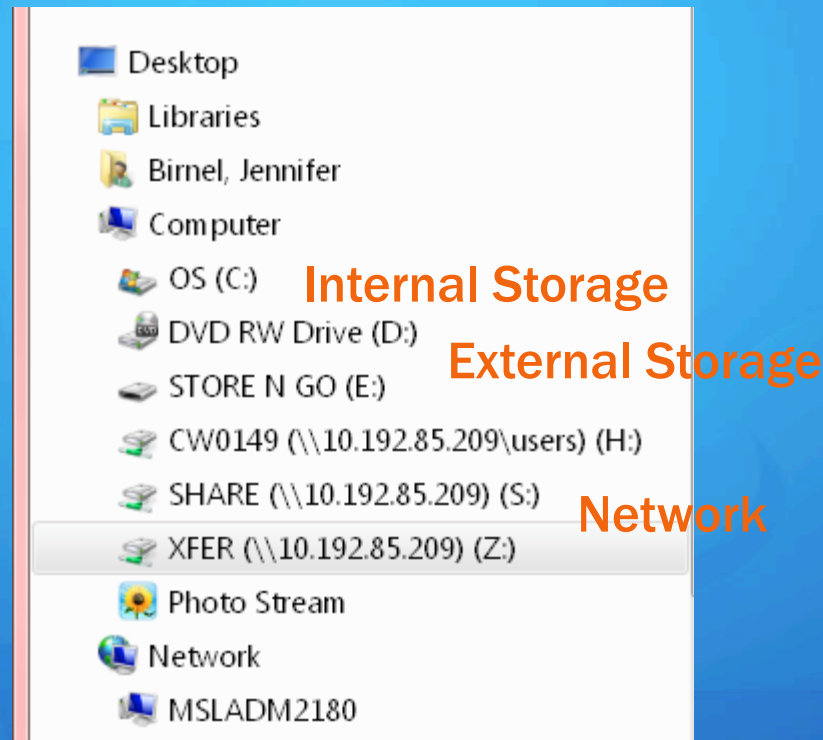 Desktop
Libraries
Birnel, Jennifer
Computer
OS (C:)
Internal Storage
DVD RW Drive (D:)
External Storage
STORE N GO (E:)
CW0149 (\\10.192.85.209\users) (H:)
SHARE (\\10.192.85.209) (S:)
Network
XFER (\\10.192.85.209) (Z:)
Photo Stream
Network
MSLADM2180